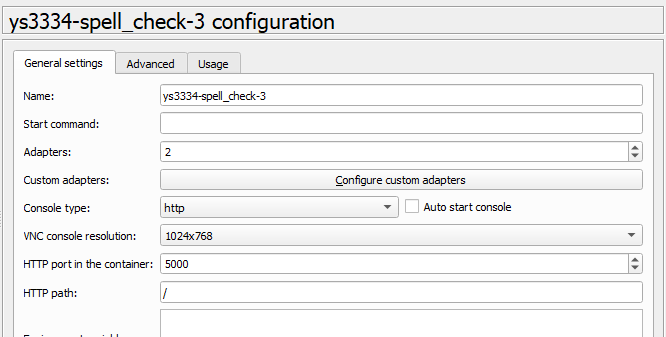 ys3334-spell_check-3 configuration
General settings Advanced Usage
Name: ys3334-spell_check-3
Start command:
Adapters: 2
Custom adapters: Configure custom adapters
Console type: http Auto start console
VNC console resolution: 1024x768
HTTP port in the container: 5000
HTTP path: /